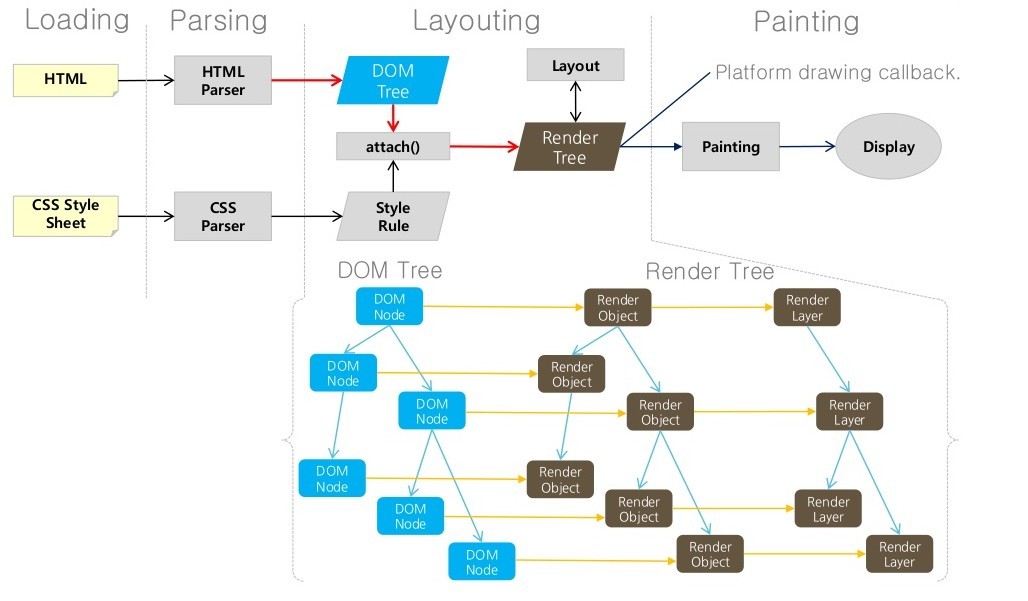 Loading
Parsing
Layouting
Painting
HTML
HTML
Parser
DOM
Tree
Layout
Platform drawing callback.
attach()
Render
Tree
Painting
Display
CSS Style
Sheet
CSS
Parser
Style
Rule
DOM Tree
Render Tree
DOM
Node
Render
Object
Render
Layer
DOM
Node
Render
Object
DOM
Node
Render
Object
Render
Layer
DOM
Node
Render
Object
DOM
Node
Render
Object
Render
Layer
DOM
Node
Render
Object
Render
Layer